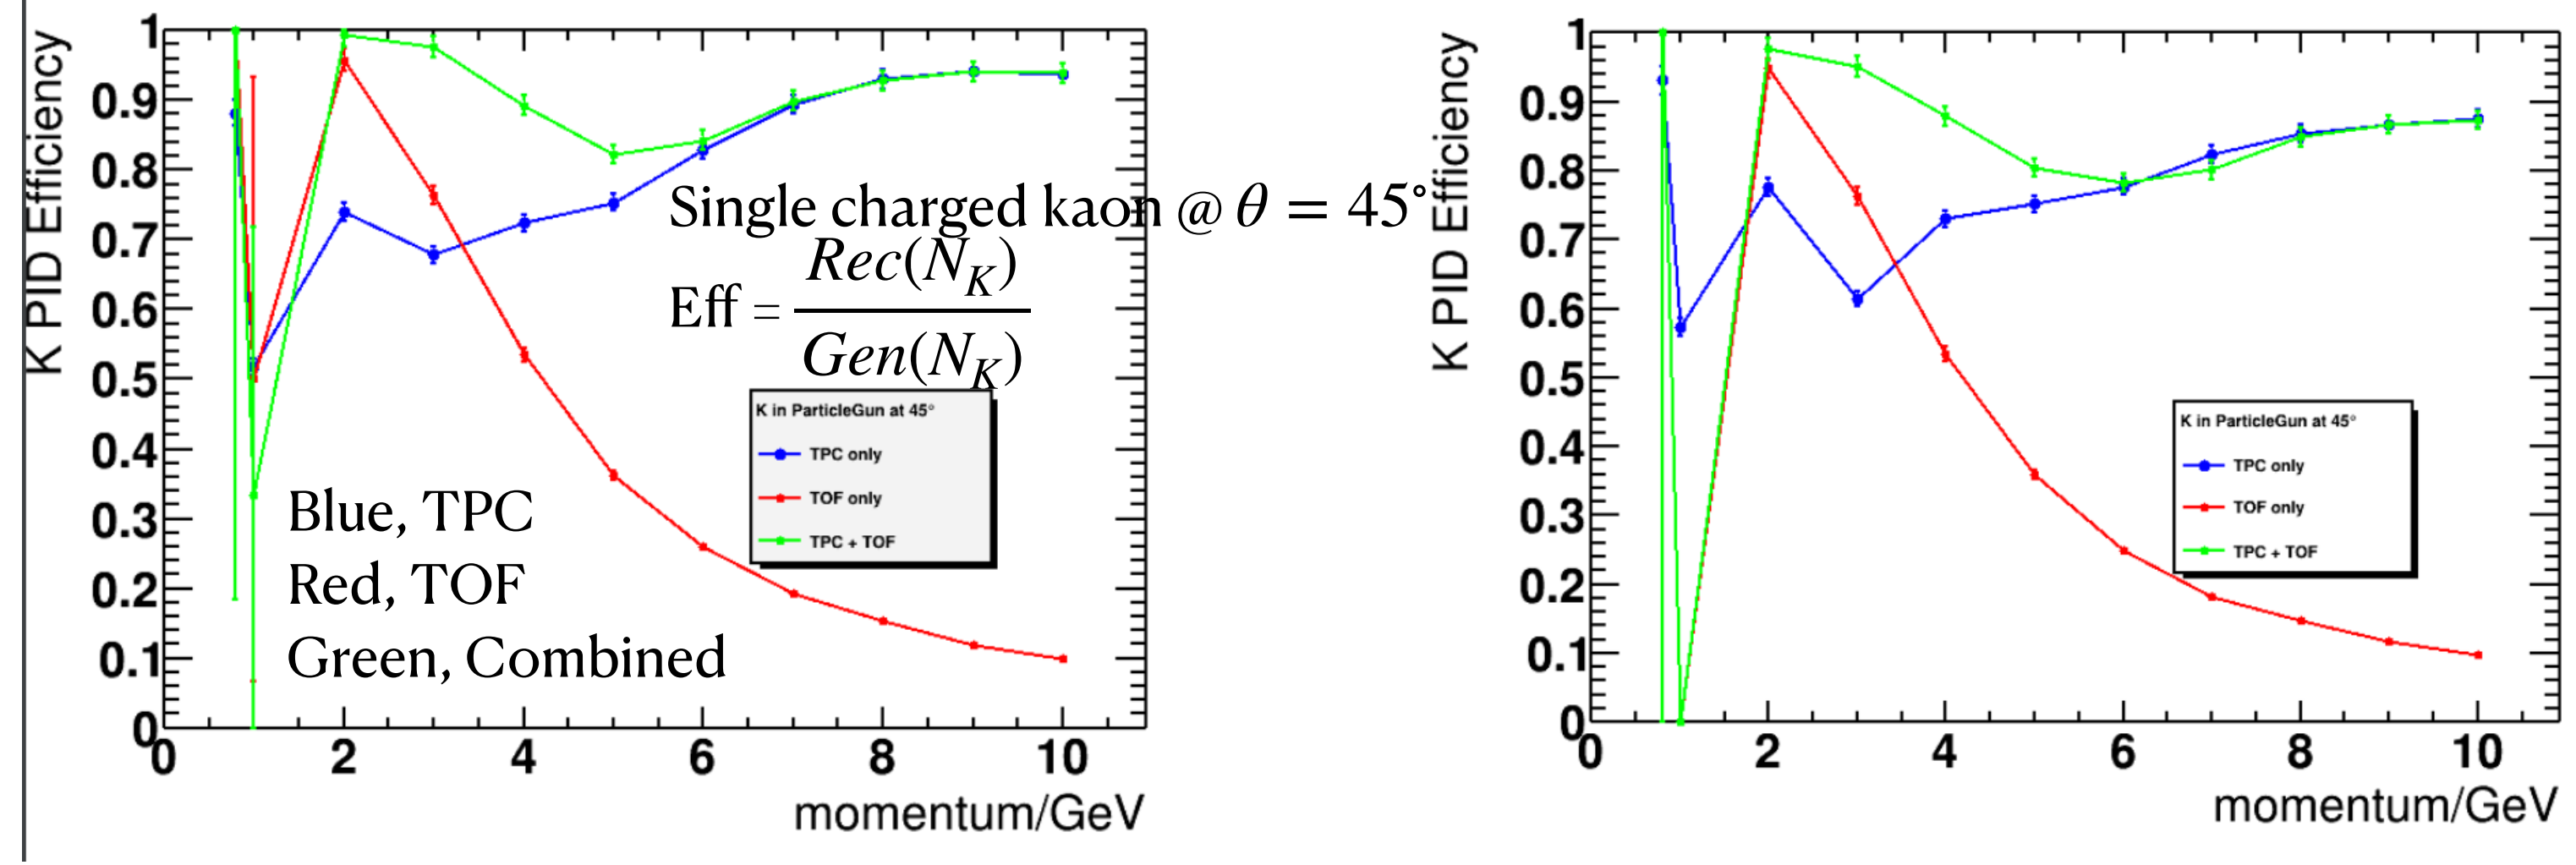 K PID Efficiency
1
0.9
0.8
0.7
0.6
0.5
0.4
0.3
0.2
0.1
0
0
2
4
6
8
10
momentum/GeV
Single charged kaon @ θ = 45°
Eff = Rec(N_K) / Gen(N_K)
K in ParticleGun at 45°
TPC only
TOF only
TPC + TOF
Blue, TPC
Red, TOF
Green, Combined
K PID Efficiency
1
0.9
0.8
0.7
0.6
0.5
0.4
0.3
0.2
0.1
0
0
2
4
6
8
10
momentum/GeV
K in ParticleGun at 45°
TPC only
TOF only
TPC + TOF